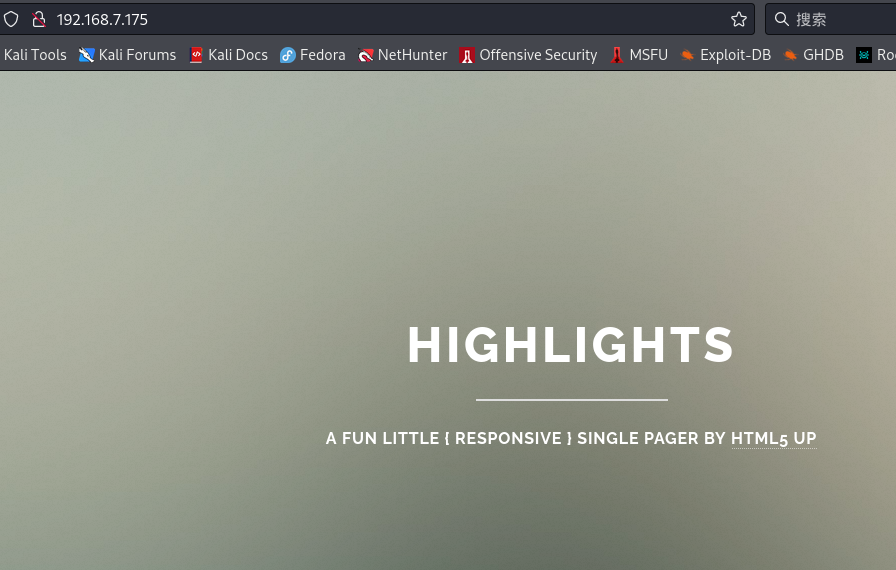 192.168.7.175 搜索
Kali Tools Kali Forums Kali Docs Fedora NetHunter Offensive Security MSFU Exploit-DB GHDB
HIGHLIGHTS
A FUN LITTLE { RESPONSIVE } SINGLE PAGER BY HTML5 UP